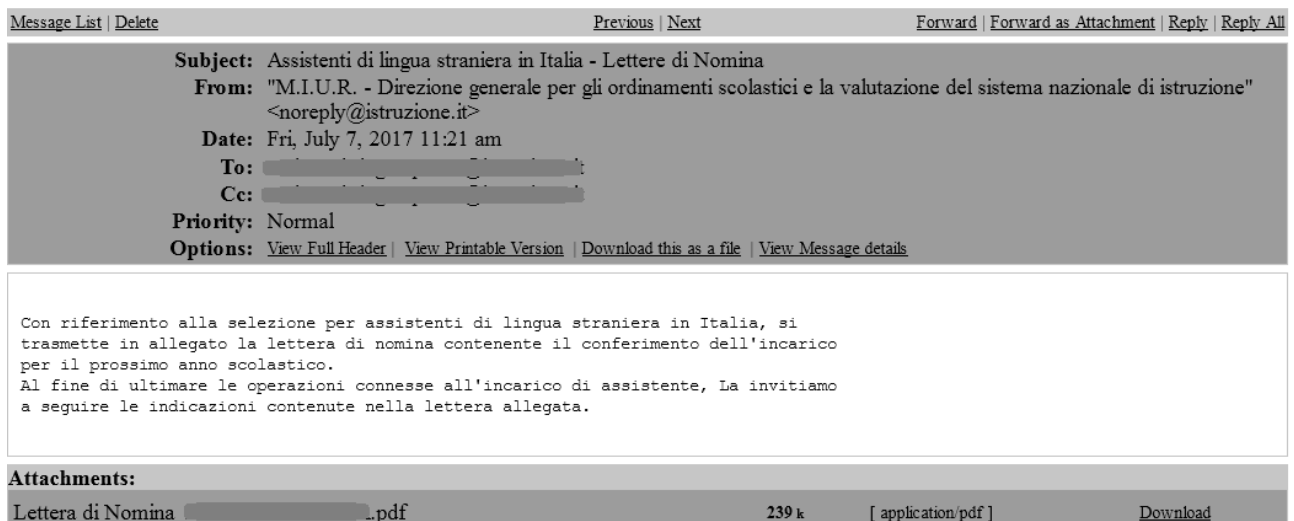 Message List | Delete Previous | Next Forward | Forward as Attachment | Reply | Reply All
Subject: Assistenti di lingua straniera in Italia - Lettere di Nomina
From: "M.I.U.R. - Direzione generale per gli ordinamenti scolastici e la valutazione del sistema nazionale di istruzione"
<noreply@istruzione.it>
Date: Fri, July 7, 2017 11:21 am
To:
Cc:
Priority: Normal
Options: View Full Header | View Printable Version | Download this as a file | View Message details
Con riferimento alla selezione per assistenti di lingua straniera in Italia, si
trasmette in allegato la lettera di nomina contenente il conferimento dell'incarico
per il prossimo anno scolastico.
Al fine di ultimare le operazioni connesse all'incarico di assistente, La invitiamo
a seguire le indicazioni contenute nella lettera allegata.
Attachments:
Lettera di Nomina .pdf 239 k [ application/pdf ] Download